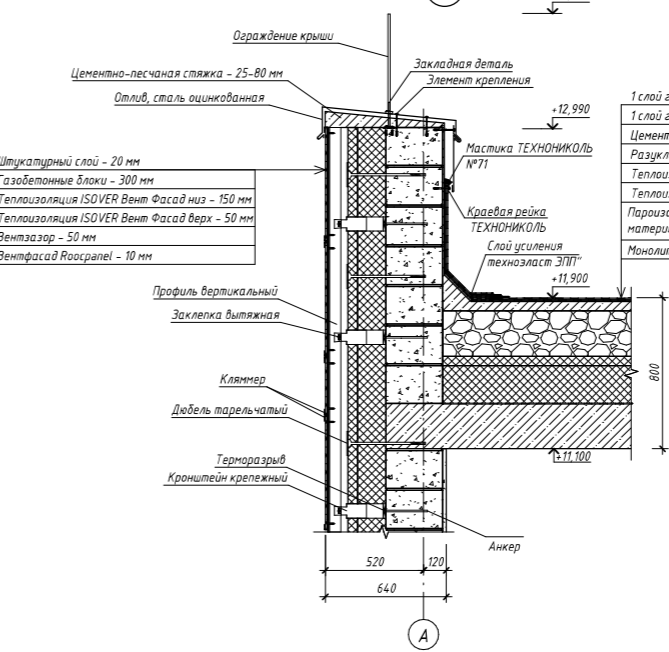 Ограждение крыши
Закладная деталь
Элемент крепления
Цементно-песчаная стяжка - 25-80 мм
Отлив, сталь оцинкованная
+12,990
1 слой
1 слой
Цемент
Разукл
Теплои
Теплои
Пароиз
матери
Монолит
Штукатурный слой - 20 мм
Газобетонные блоки - 300 мм
Теплоизоляция ISOVER Вент Фасад низ - 150 мм
Теплоизоляция ISOVER Вент Фасад верх - 50 мм
Вентзазор - 50 мм
Вентфасад Roocpanel - 10 мм
Мастика ТЕХНОНИКОЛЬ
№71
Краевая рейка
ТЕХНОНИКОЛЬ
Слой усиления
техноэласт ЭПП"
+11,900
Профиль вертикальный
Заклепка вытяжная
Кляммер
Дюбель тарельчатый
800
Терморазрыв
Кронштейн крепежный
+11,100
Анкер
520
120
640
А